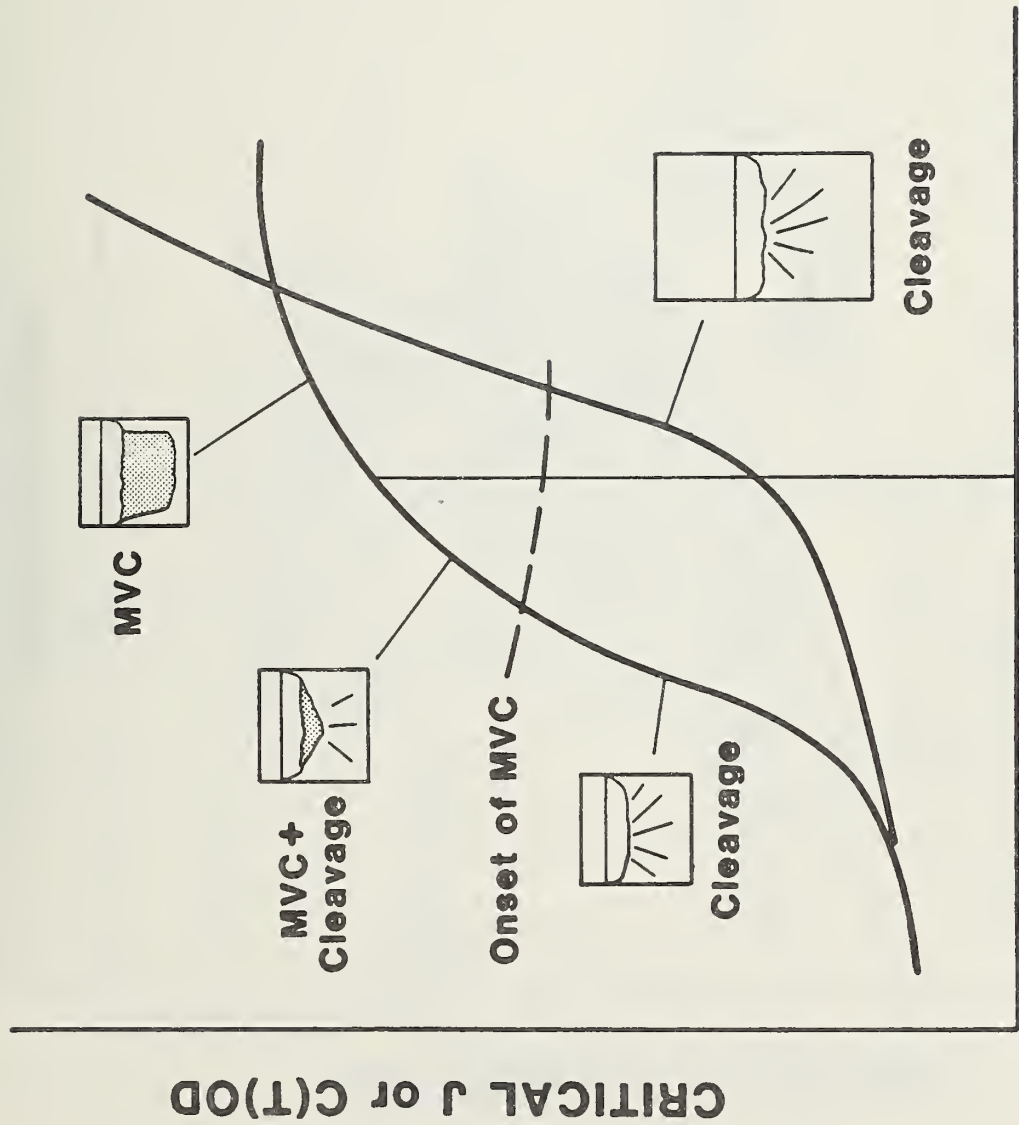 CRITICAL J or C(T)OD
MVC
MVC+
Cleavage
Onset of MVC
Cleavage
Cleavage